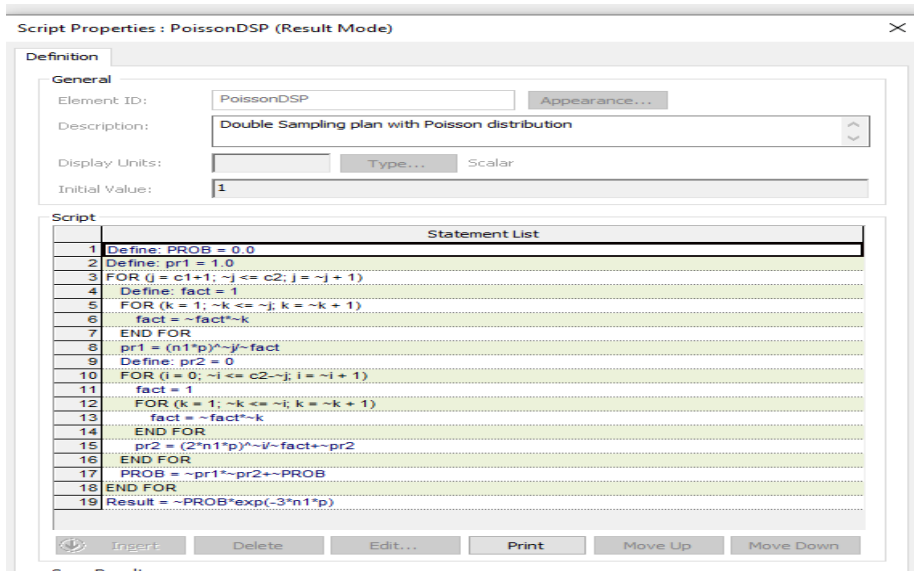 Script Properties : PoissonDSP (Result Mode)
Definition
General
Element ID: PoissonDSP Appearance...
Description: Double Sampling plan with Poisson distribution
Display Units: Type... Scalar
Initial Value: 1
Script
Statement List
1 Define: PROB = 0.0
2 Define: pr1 = 1.0
3 FOR (j = c1+1; ~j <= c2; j = ~j + 1)
4 Define: fact = 1
5 FOR (k = 1; ~k <= ~j; k = ~k + 1)
6 fact = ~fact*~k
7 END FOR
8 pr1 = (n1*p)^~j/~fact
9 Define: pr2 = 0
10 FOR (i = 0; ~i <= c2-~j; i = ~i + 1)
11 fact = 1
12 FOR (k = 1; ~k <= ~i; k = ~k + 1)
13 fact = ~fact*~k
14 END FOR
15 pr2 = (2*n1*p)^~i/~fact+~pr2
16 END FOR
17 PROB = ~pr1*~pr2+~PROB
18 END FOR
19 Result = ~PROB*exp(-3*n1*p)
Insert Delete Edit... Print Move Up Move Down